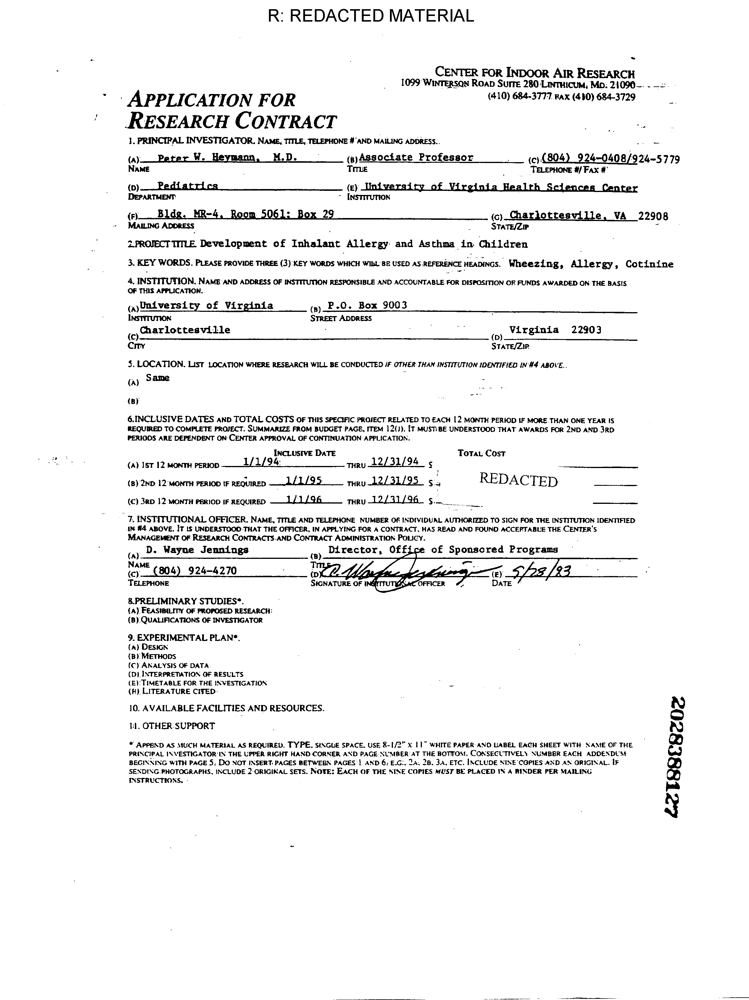 R: REDACTED MATERIAL
CENTER FOR INDOOR AIR RESEARCH
1099 WINTERSON ROAD SUITE 280 LINTHICUM, MD. 21090
(410) 684-3777 FAX (410) 684-3729
APPLICATION FOR
RESEARCH CONTRACT
1. PRINCIPAL INVESTIGATOR. NAME, TITLE, TELEPHONE # AND MAILING ADDRESS.
(A) Peter W. Heymann, M.D. (B) Associate Professor (C) (804) 924-0408/924-5779
NAME TITLE TELEPHONE #/ FAX #
(D) Pediatrics (E) University of Virginia Health Sciences Center
DEPARTMENT INSTITUTION
(F) Bldg. MR-4, Room 5061: Box 29 (G) Charlottesville, VA 22908
MAILING ADDRESS STATE/ZIP
2.PROJECT TITLE Development of Inhalant Allergy and Asthma in Children
3. KEY WORDS. PLEASE PROVIDE THREE (3) KEY WORDS WHICH WILL BE USED AS REFERENCE HEADINGS. Wheezing, Allergy, Cotinine
4. INSTITUTION. NAME AND ADDRESS OF INSTITUTION RESPONSIBLE AND ACCOUNTABLE FOR DISPOSITION OF FUNDS AWARDED ON THE BASIS
OF THIS APPLICATION.
(A) University of Virginia (B) P.O. Box 9003
INSTITUTION STREET ADDRESS
(C) Charlottesville (D) Virginia 22903
CITY STATE/ZIP
5. LOCATION. LIST LOCATION WHERE RESEARCH WILL BE CONDUCTED IF OTHER THAN INSTITUTION IDENTIFIED IN #4 ABOVE.
(A) Same
(B)
6.INCLUSIVE DATES AND TOTAL COSTS OF THIS SPECIFIC PROJECT RELATED TO EACH 12 MONTH PERIOD IF MORE THAN ONE YEAR IS
REQUIRED TO COMPLETE PROJECT. SUMMARIZE FROM BUDGET PAGE, ITEM 12(J). IT MUST BE UNDERSTOOD THAT AWARDS FOR 2ND AND 3RD
PERIODS ARE DEPENDENT ON CENTER APPROVAL OF CONTINUATION APPLICATION.
INCLUSIVE DATE TOTAL COST
(A) 1ST 12 MONTH PERIOD 1/1/94 THRU 12/31/94 $
(B) 2ND 12 MONTH PERIOD IF REQUIRED 1/1/95 THRU 12/31/95 $ REDACTED
(C) 3RD 12 MONTH PERIOD IF REQUIRED 1/1/96 THRU 12/31/96 $
7. INSTITUTIONAL OFFICER. NAME, TITLE AND TELEPHONE NUMBER OF INDIVIDUAL AUTHORIZED TO SIGN FOR THE INSTITUTION IDENTIFIED
IN #4 ABOVE. IT IS UNDERSTOOD THAT THE OFFICER, IN APPLYING FOR A CONTRACT, HAS READ AND FOUND ACCEPTABLE THE CENTER'S
MANAGEMENT OF RESEARCH CONTRACTS AND CONTRACT ADMINISTRATION POLICY.
(A) D. Wayne Jennings (B) Director, Office of Sponsored Programs
NAME TITLE
(C) (804) 924-4270 (D) D. Wayne Jennings (E) 5/28/93
TELEPHONE SIGNATURE OF INSTITUTIONAL OFFICER DATE
8.PRELIMINARY STUDIES*.
(A) FEASIBILITY OF PROPOSED RESEARCH
(B) QUALIFICATIONS OF INVESTIGATOR
9. EXPERIMENTAL PLAN*.
(A) DESIGN
(B) METHODS
(C) ANALYSIS OF DATA
(D) INTERPRETATION OF RESULTS
(E) TIMETABLE FOR THE INVESTIGATION
(H) LITERATURE CITED
10. AVAILABLE FACILITIES AND RESOURCES.
11. OTHER SUPPORT
* APPEND AS MUCH MATERIAL AS REQUIRED. TYPE, SINGLE SPACE. USE 8-1/2" X 11" WHITE PAPER AND LABEL EACH SHEET WITH NAME OF THE
PRINCIPAL INVESTIGATOR IN THE UPPER RIGHT HAND CORNER AND PAGE NUMBER AT THE BOTTOM. CONSECUTIVELY NUMBER EACH ADDENDUM
BEGINNING WITH PAGE 5. DO NOT INSERT PAGES BETWEEN PAGES 1 AND 6; E.G., 2A, 2B, 3A, ETC. INCLUDE NINE COPIES AND AN ORIGINAL. IF
SENDING PHOTOGRAPHS, INCLUDE 2 ORIGINAL SETS. NOTE: EACH OF THE NINE COPIES MUST BE PLACED IN A BINDER PER MAILING
INSTRUCTIONS.
2028388127